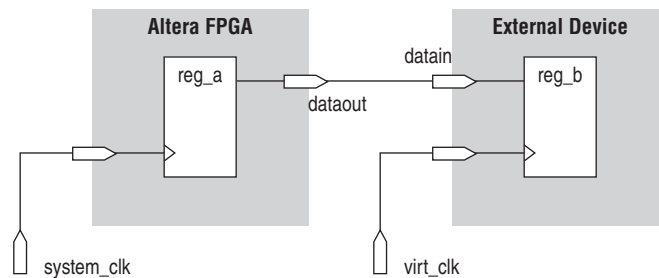 Altera FPGA
External Device
datain
reg_a
reg_b
dataout
system_clk
virt_clk